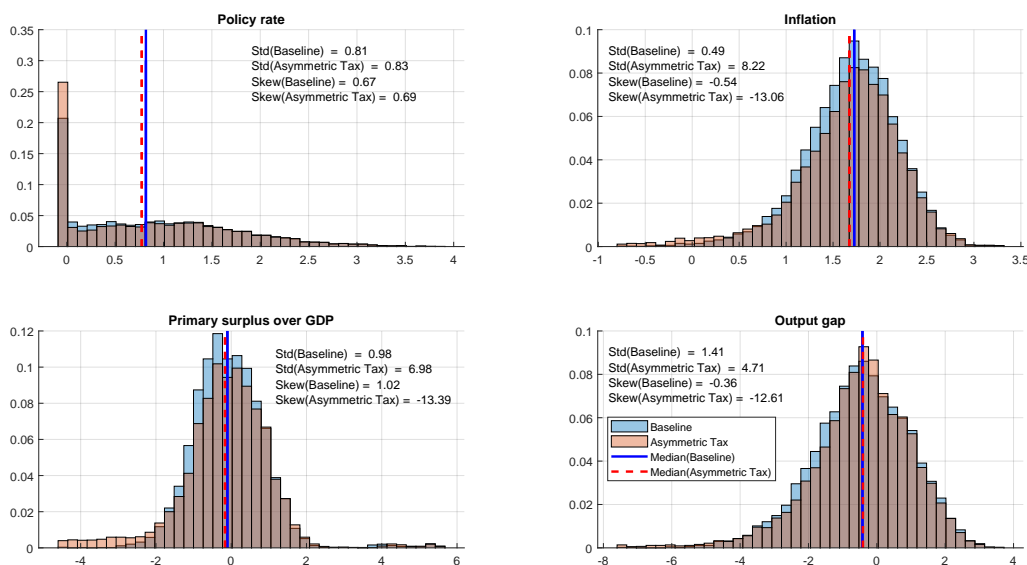 Policy rate
0.35
0.3
0.25
0.2
0.15
0.1
0.05
0
Std(Baseline) = 0.81
Std(Asymmetric Tax) = 0.83
Skew(Baseline) = 0.67
Skew(Asymmetric Tax) = 0.69
0 0.5 1 1.5 2 2.5 3 3.5 4
Inflation
0.1
0.08
0.06
0.04
0.02
0
Std(Baseline) = 0.49
Std(Asymmetric Tax) = 8.22
Skew(Baseline) = -0.54
Skew(Asymmetric Tax) = -13.06
-1 -0.5 0 0.5 1 1.5 2 2.5 3 3.5
Primary surplus over GDP
0.12
0.1
0.08
0.06
0.04
0.02
0
Std(Baseline) = 0.98
Std(Asymmetric Tax) = 6.98
Skew(Baseline) = 1.02
Skew(Asymmetric Tax) = -13.39
-4 -2 0 2 4 6
Output gap
0.1
0.08
0.06
0.04
0.02
0
Std(Baseline) = 1.41
Std(Asymmetric Tax) = 4.71
Skew(Baseline) = -0.36
Skew(Asymmetric Tax) = -12.61
Baseline
Asymmetric Tax
Median(Baseline)
Median(Asymmetric Tax)
-8 -6 -4 -2 0 2 4